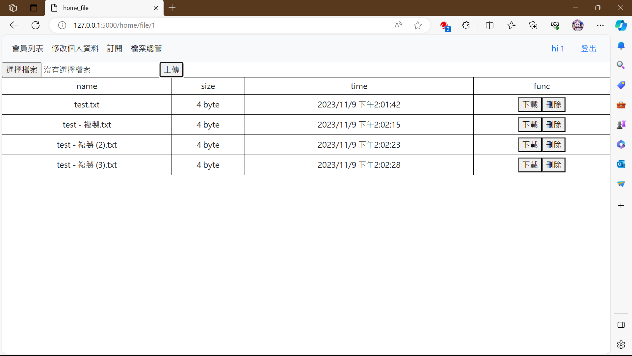 home_file
127.0.0.1:5000/home/file/1
2
會員列表 修改個人資料 訂閱 檔案總管 hi 1 登出
選擇檔案 沒有選擇檔案 上傳
name size time func
test.txt 4 byte 2023/11/9 下午2:01:42 下載 刪除
test - 複製.txt 4 byte 2023/11/9 下午2:02:15 下載 刪除
test - 複製 (2).txt 4 byte 2023/11/9 下午2:02:23 下載 刪除
test - 複製 (3).txt 4 byte 2023/11/9 下午2:02:28 下載 刪除